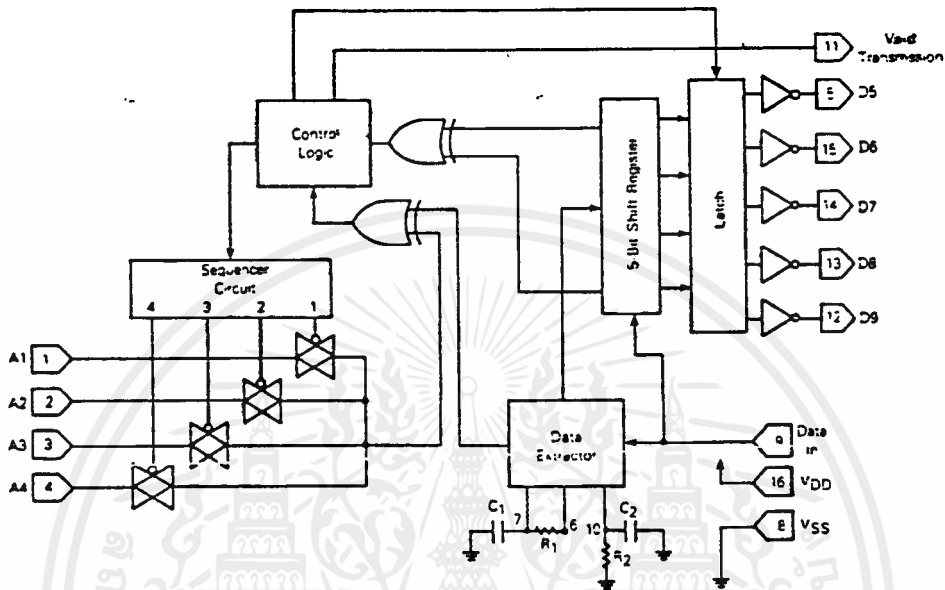 11
Valid
Transmission
5 D5
15 D6
14 D7
13 D8
12 D9
Control
Logic
5-Bit Shift Register
Latch
Sequencer
Circuit
4 3 2 1
A1 1
A2 2
A3 3
A4 4
Data
Extractor
9 Data
In
16 VDD
8 VSS
C1 7 R1 6 10 C2
R2